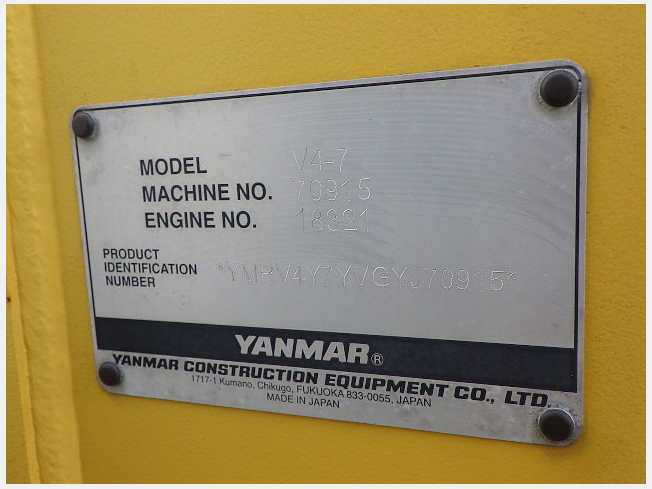 MODEL V4-7
MACHINE NO. 70915
ENGINE NO. 18921
PRODUCT
IDENTIFICATION
NUMBER *YMRV4Y7YVGYJ70915*
YANMAR®
YANMAR CONSTRUCTION EQUIPMENT CO., LTD.
1717-1 Kumano, Chikugo, FUKUOKA 833-0055, JAPAN
MADE IN JAPAN